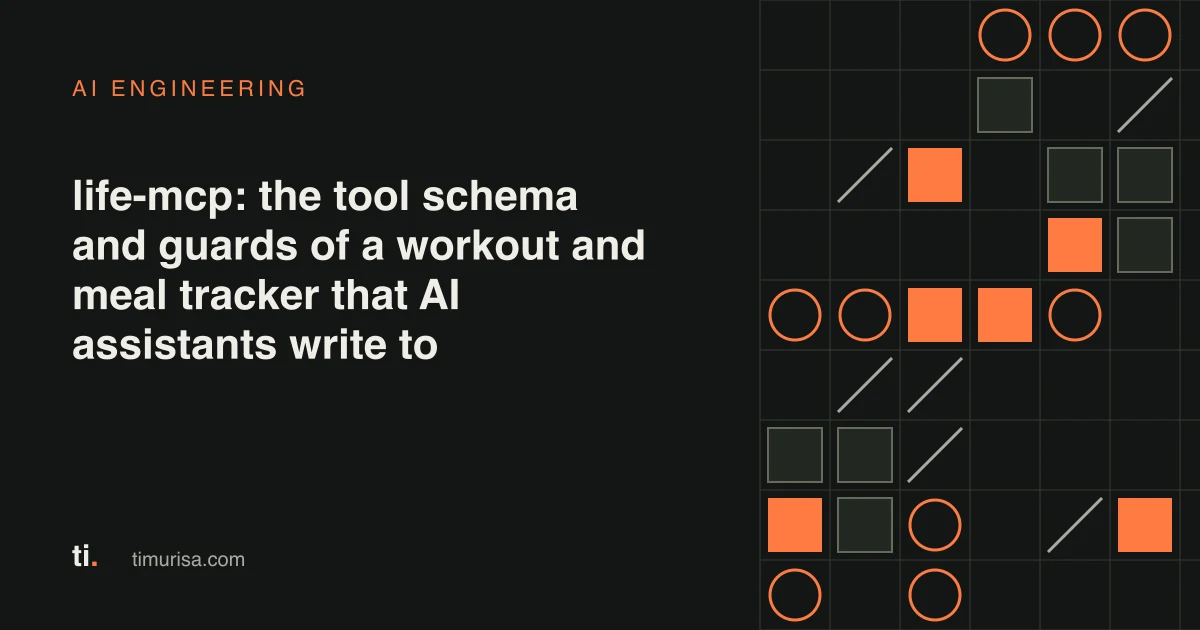 AI ENGINEERING
life-mcp: the tool schema
and guards of a workout and
meal tracker that AI
assistants write to
ti.
timurisa.com